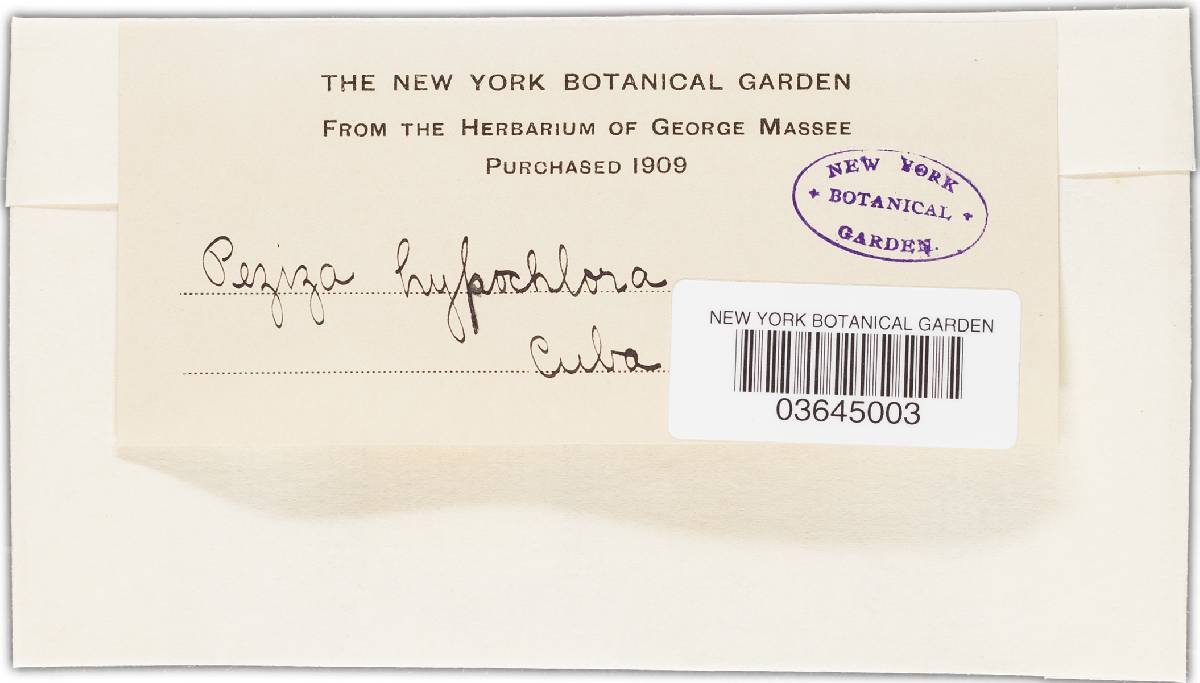 THE NEW YORK BOTANICAL GARDEN
FROM THE HERBARIUM OF GEORGE MASSEE
PURCHASED 1909
NEW YORK
+ BOTANICAL +
GARDEN.
Peziza hypochlora
Cuba
NEW YORK BOTANICAL GARDEN
03645003